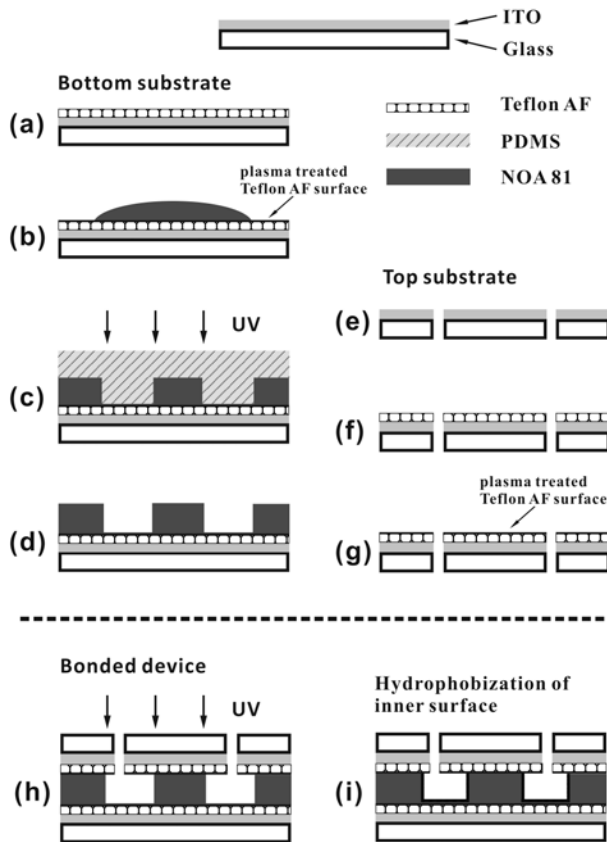 ITO
Glass
Bottom substrate
(a)
Teflon AF
PDMS
NOA 81
(b)
plasma treated
Teflon AF surface
Top substrate
(c)
UV
(e)
(f)
(d)
plasma treated
Teflon AF surface
(g)
Bonded device
UV
(h)
Hydrophobization of
inner surface
(i)